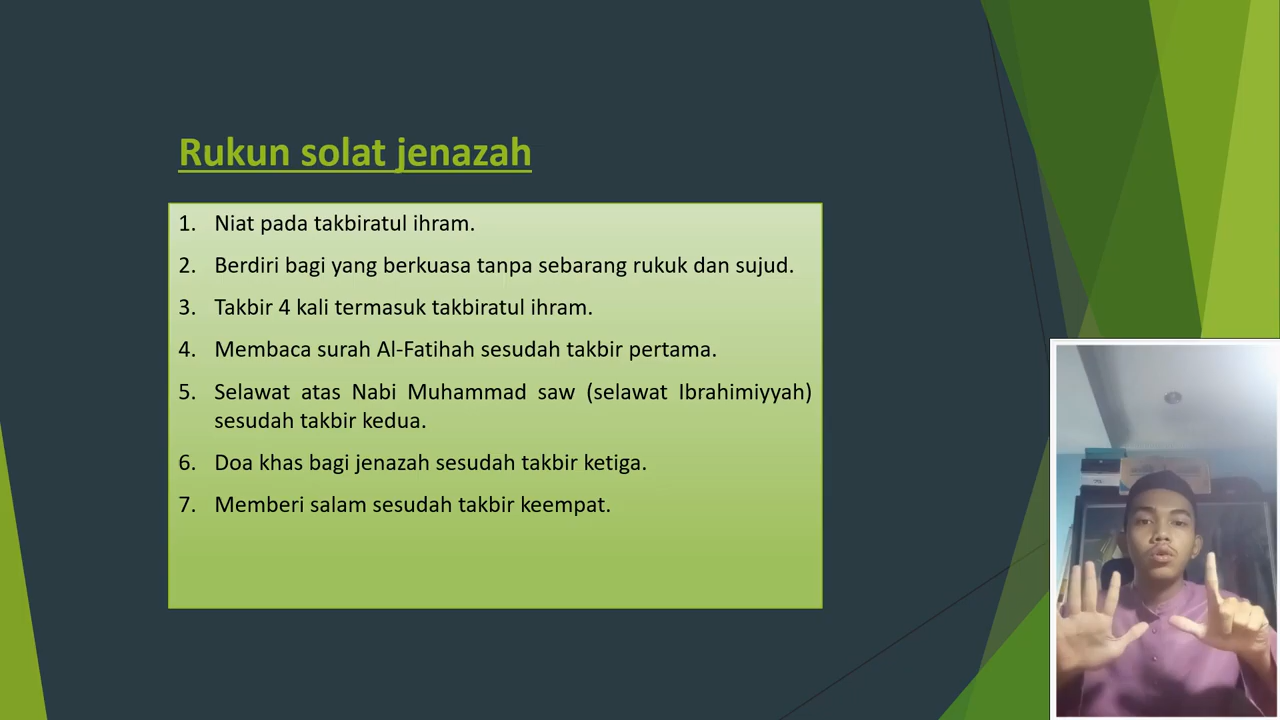 Rukun solat jenazah
1. Niat pada takbiratul ihram.
2. Berdiri bagi yang berkuasa tanpa sebarang rukuk dan sujud.
3. Takbir 4 kali termasuk takbiratul ihram.
4. Membaca surah Al-Fatihah sesudah takbir pertama.
5. Selawat atas Nabi Muhammad saw (selawat Ibrahimiyyah)
sesudah takbir kedua.
6. Doa khas bagi jenazah sesudah takbir ketiga.
7. Memberi salam sesudah takbir keempat.